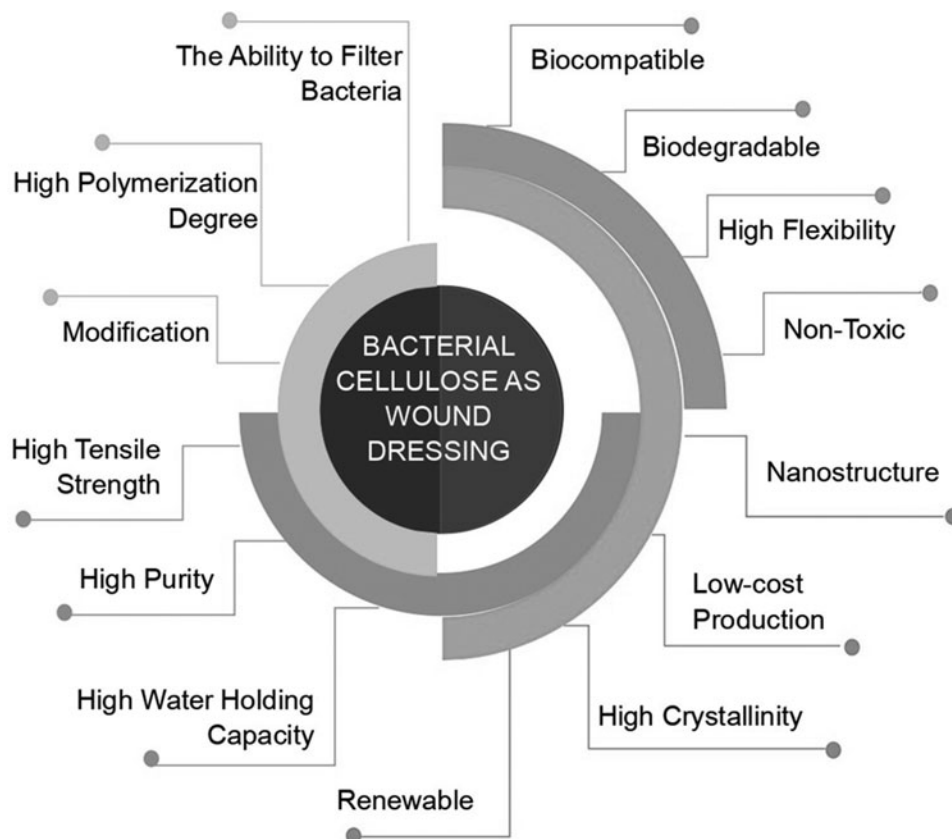 The Ability to Filter
Bacteria
High Polymerization
Degree
Modification
High Tensile
Strength
High Purity
High Water Holding
Capacity
Renewable
BACTERIAL
CELLULOSE AS
WOUND
DRESSING
Biocompatible
Biodegradable
High Flexibility
Non-Toxic
Nanostructure
Low-cost
Production
High Crystallinity